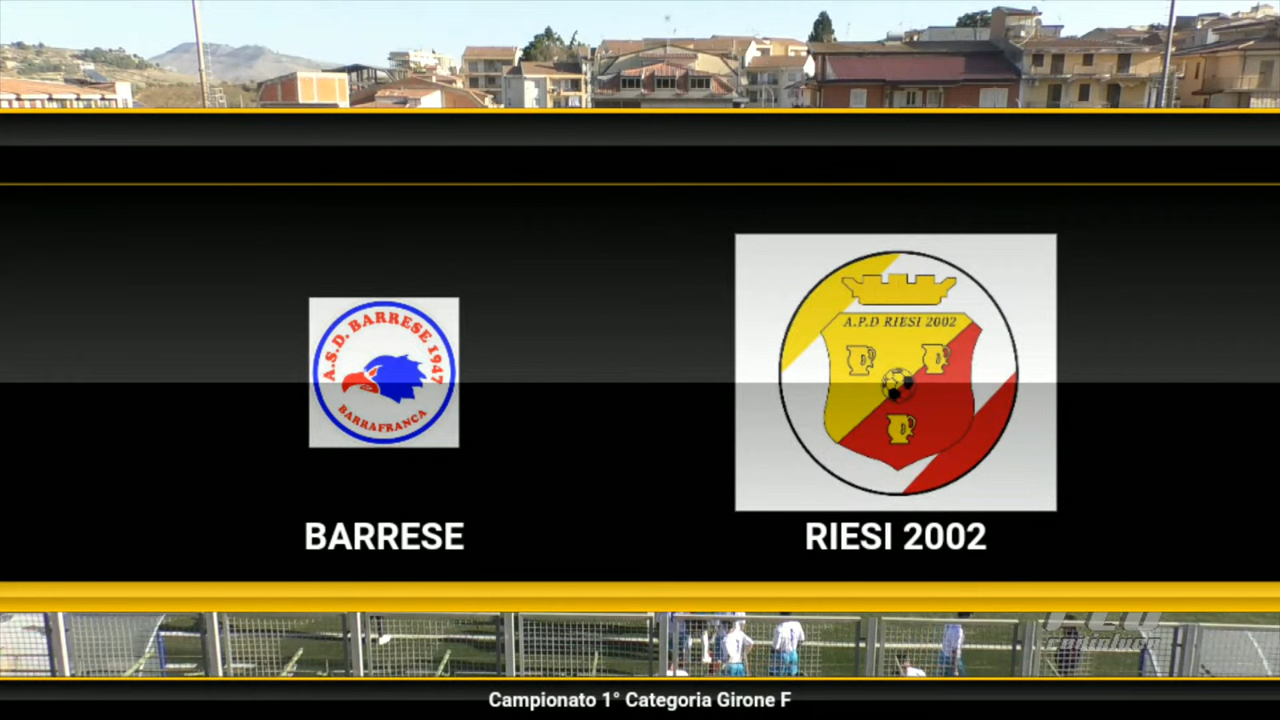 A.S.D. BARRESE 1947
BARRAFRANCA
A.P.D RIESI 2002
BARRESE
RIESI 2002
Campionato 1° Categoria Girone F